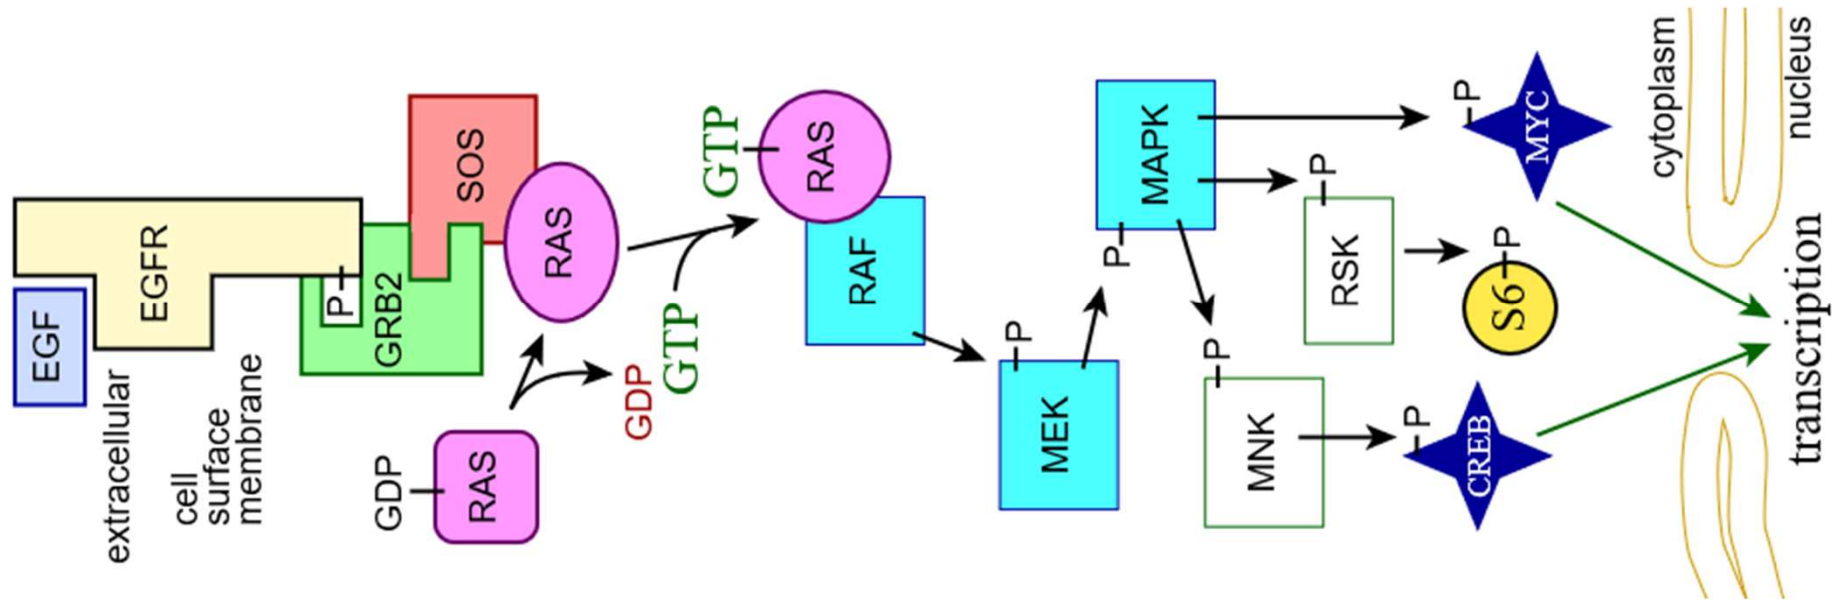 EGF
EGFR
extracellular
cell
surface
membrane
P
GRB2
SOS
RAS
GDP
RAS
GDP
GTP
GTP
RAS
RAF
P
MEK
P
MAPK
P
MNK
P
RSK
P
CREB
P
S6
P
MYC
cytoplasm
nucleus
transcription